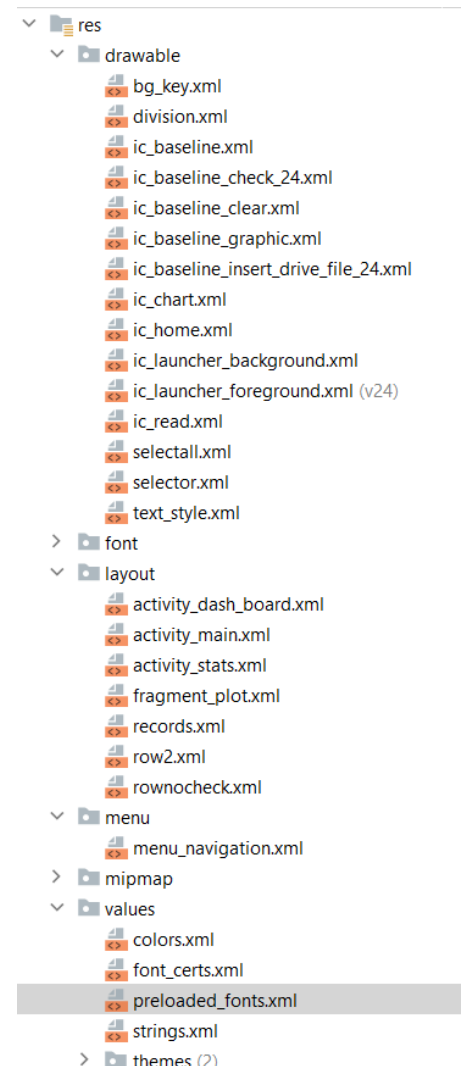 res
drawable
bg_key.xml
division.xml
ic_baseline.xml
ic_baseline_check_24.xml
ic_baseline_clear.xml
ic_baseline_graphic.xml
ic_baseline_insert_drive_file_24.xml
ic_chart.xml
ic_home.xml
ic_launcher_background.xml
ic_launcher_foreground.xml (v24)
ic_read.xml
selectall.xml
selector.xml
text_style.xml
font
layout
activity_dash_board.xml
activity_main.xml
activity_stats.xml
fragment_plot.xml
records.xml
row2.xml
rownocheck.xml
menu
menu_navigation.xml
mipmap
values
colors.xml
font_certs.xml
preloaded_fonts.xml
strings.xml
themes (2)